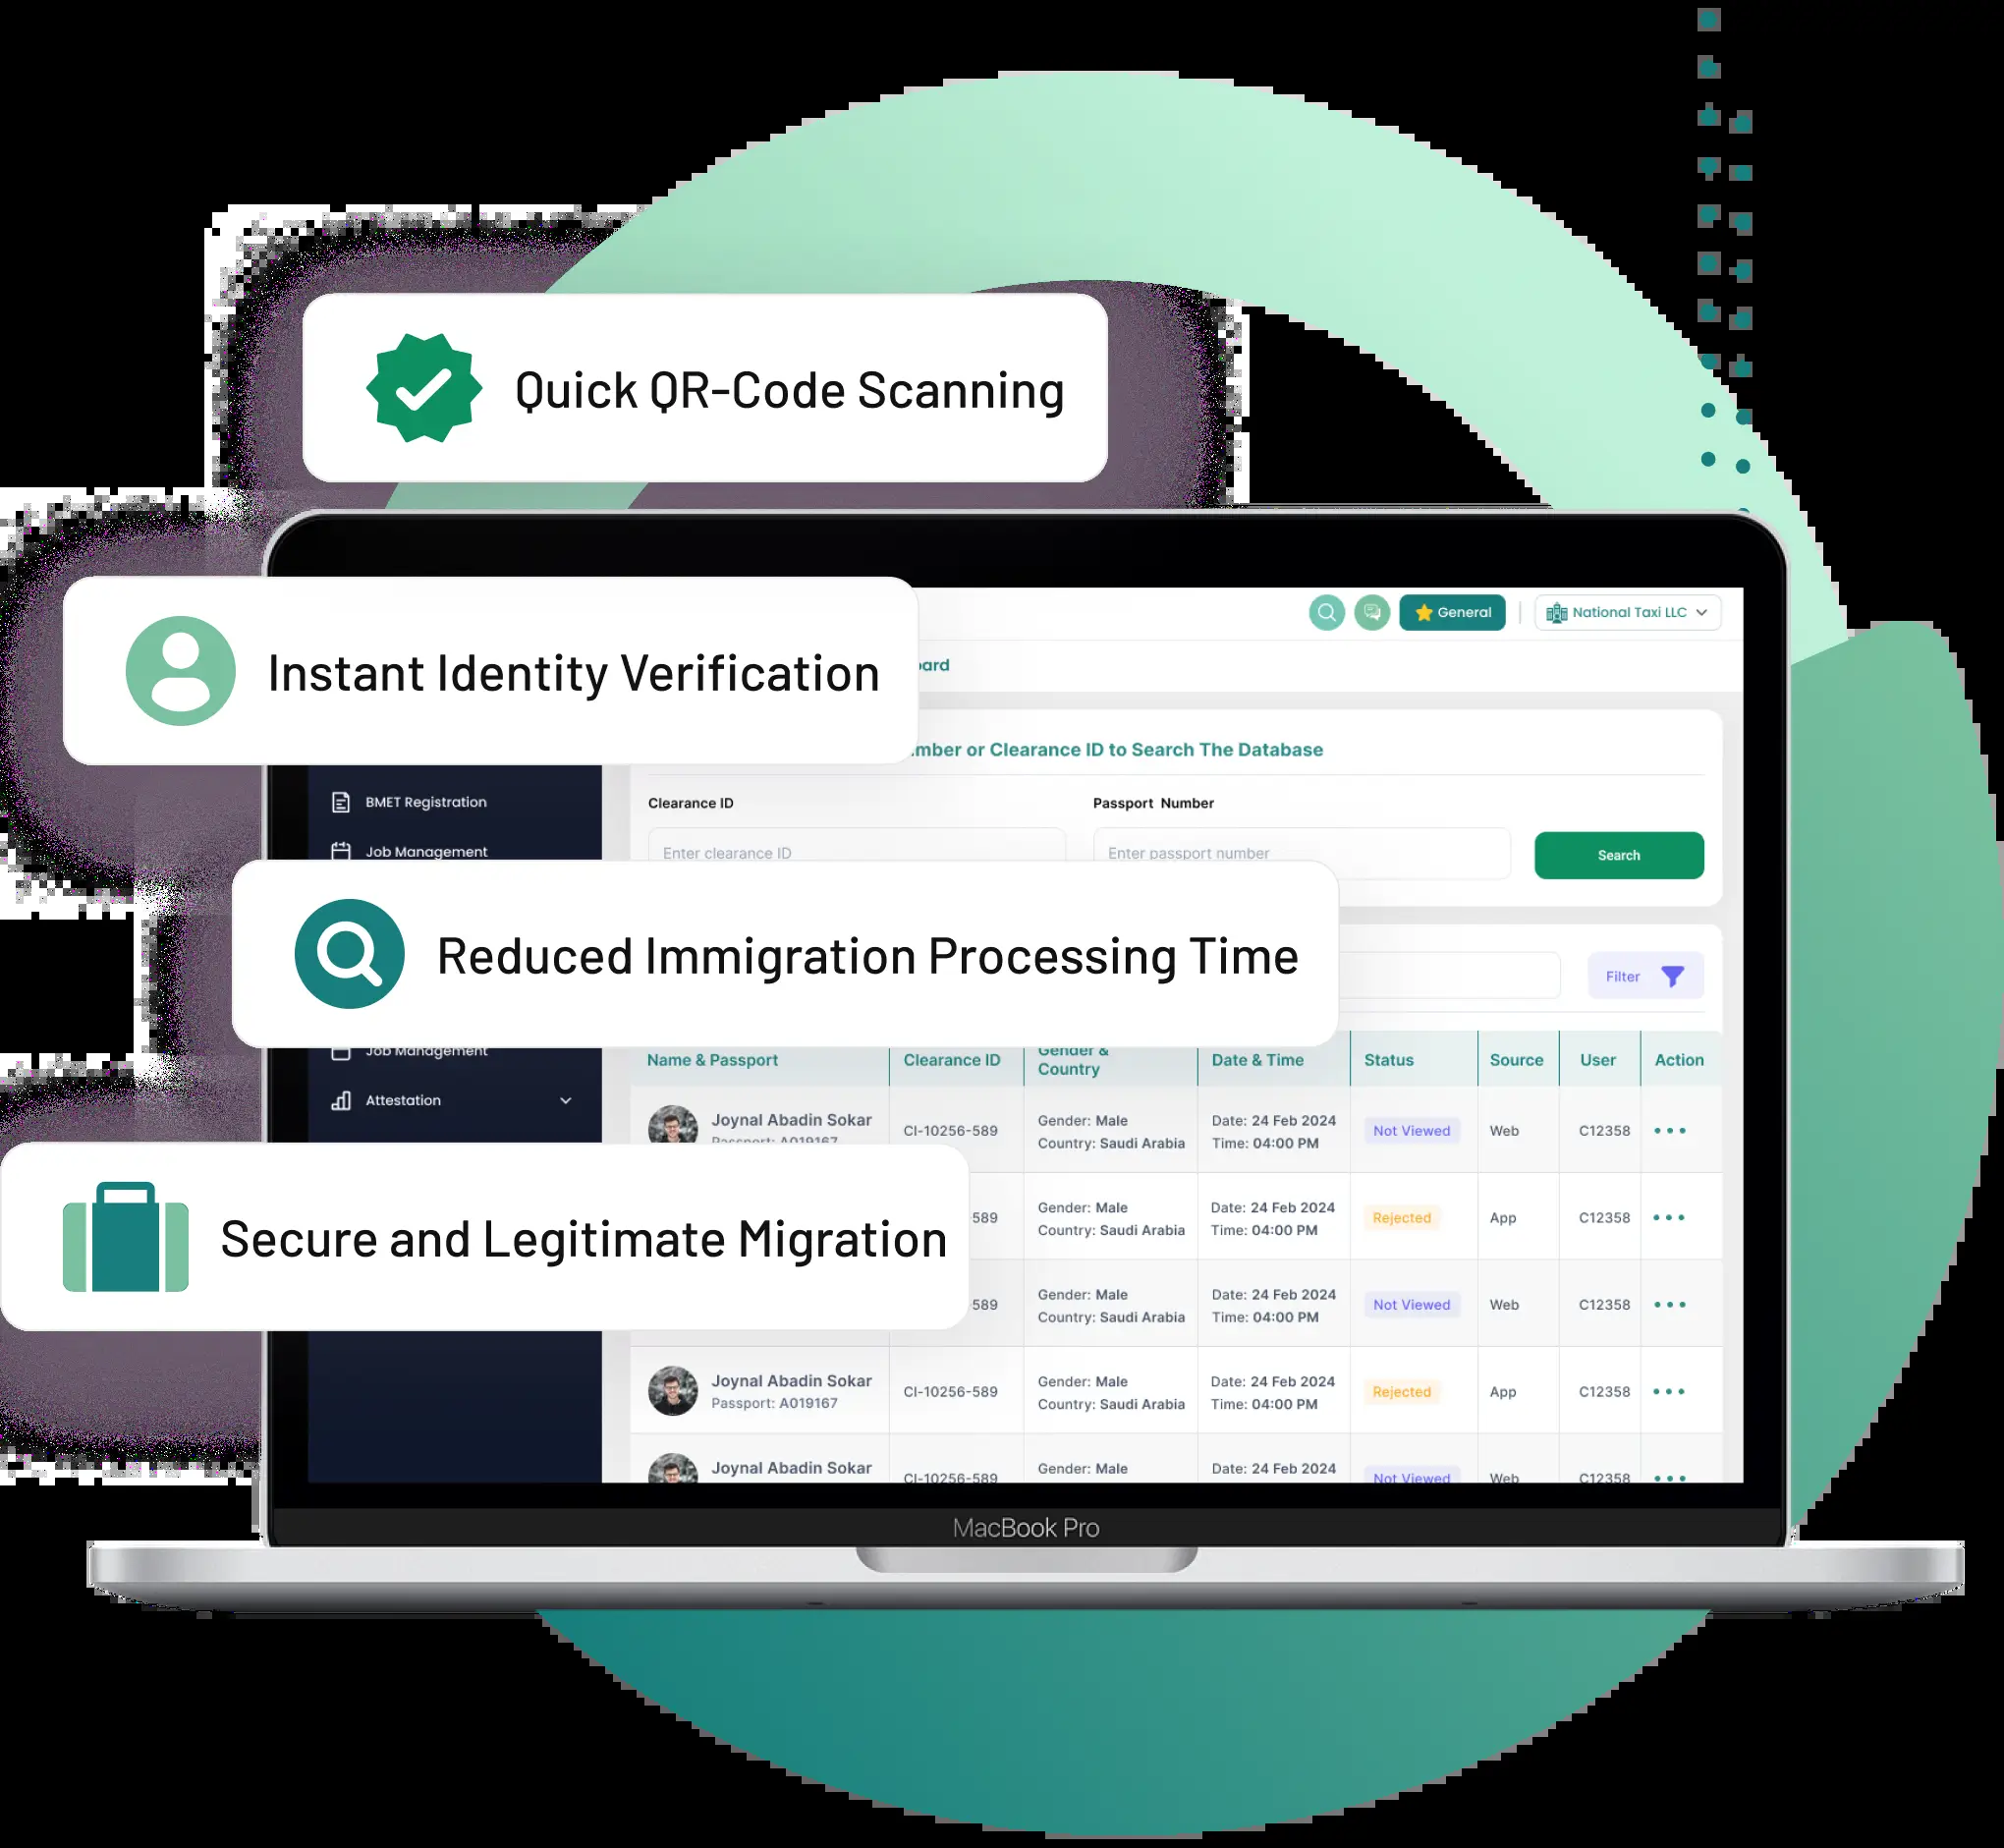 Quick QR-Code Scanning
General
National Taxi LLC
Instant Identity Verification
or Clearance ID to Search The Database
BMET Registration
Clearance ID
Passport Number
Job Management
Enter clearance ID
Enter passport number
Search
Reduced Immigration Processing Time
Filter
Job Management
Name & Passport
Clearance ID
Gender &
Country
Date & Time
Status
Source
User
Action
Attestation
Joynal Abadin Sokar
Passport: A019167
CI-10256-589
Gender: Male
Country: Saudi Arabia
Date: 24 Feb 2024
Time: 04:00 PM
Not Viewed
Web
C12358
Secure and Legitimate Migration
589
Gender: Male
Country: Saudi Arabia
Date: 24 Feb 2024
Time: 04:00 PM
Rejected
App
C12358
589
Gender: Male
Country: Saudi Arabia
Date: 24 Feb 2024
Time: 04:00 PM
Not Viewed
Web
C12358
Joynal Abadin Sokar
Passport: A019167
CI-10256-589
Gender: Male
Country: Saudi Arabia
Date: 24 Feb 2024
Time: 04:00 PM
Rejected
App
C12358
Joynal Abadin Sokar
CI-10256-589
Gender: Male
Date: 24 Feb 2024
Not Viewed
Web
C12358
MacBook Pro